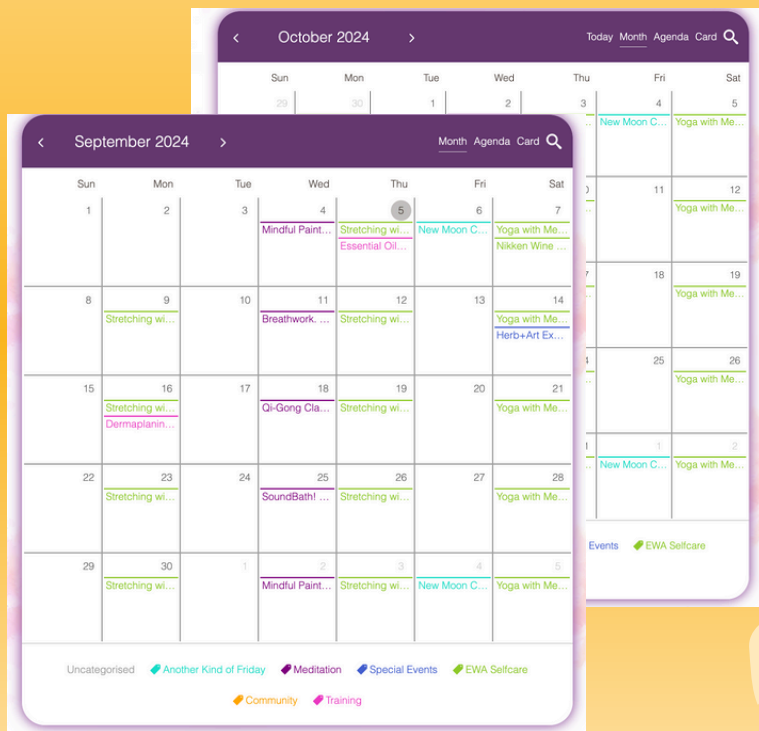 October 2024
Today Month Agenda Card
Sun Mon Tue Wed Thu Fri Sat
29 30 1 2 3 4 5
New Moon C... Yoga with Me...
11 12
Yoga with Me...
18 19
Yoga with Me...
25 26
Yoga with Me...
1 2
New Moon C... Yoga with Me...
Events EWA Selfcare
September 2024
Month Agenda Card
Sun Mon Tue Wed Thu Fri Sat
1 2 3 4 5 6 7
Mindful Paint... Stretching wi... New Moon C... Yoga with Me...
Essential Oil... Nikken Wine ...
8 9 10 11 12 13 14
Stretching wi... Breathwork. ... Stretching wi... Yoga with Me...
Herb+Art Ex...
15 16 17 18 19 20 21
Stretching wi... Qi-Gong Cla... Stretching wi... Yoga with Me...
Dermaplanin...
22 23 24 25 26 27 28
Stretching wi... SoundBath! ... Stretching wi... Yoga with Me...
29 30 1 2 3 4 5
Stretching wi... Mindful Paint... Stretching wi... New Moon C... Yoga with Me...
Uncategorised Another Kind of Friday Meditation Special Events EWA Selfcare
Community Training